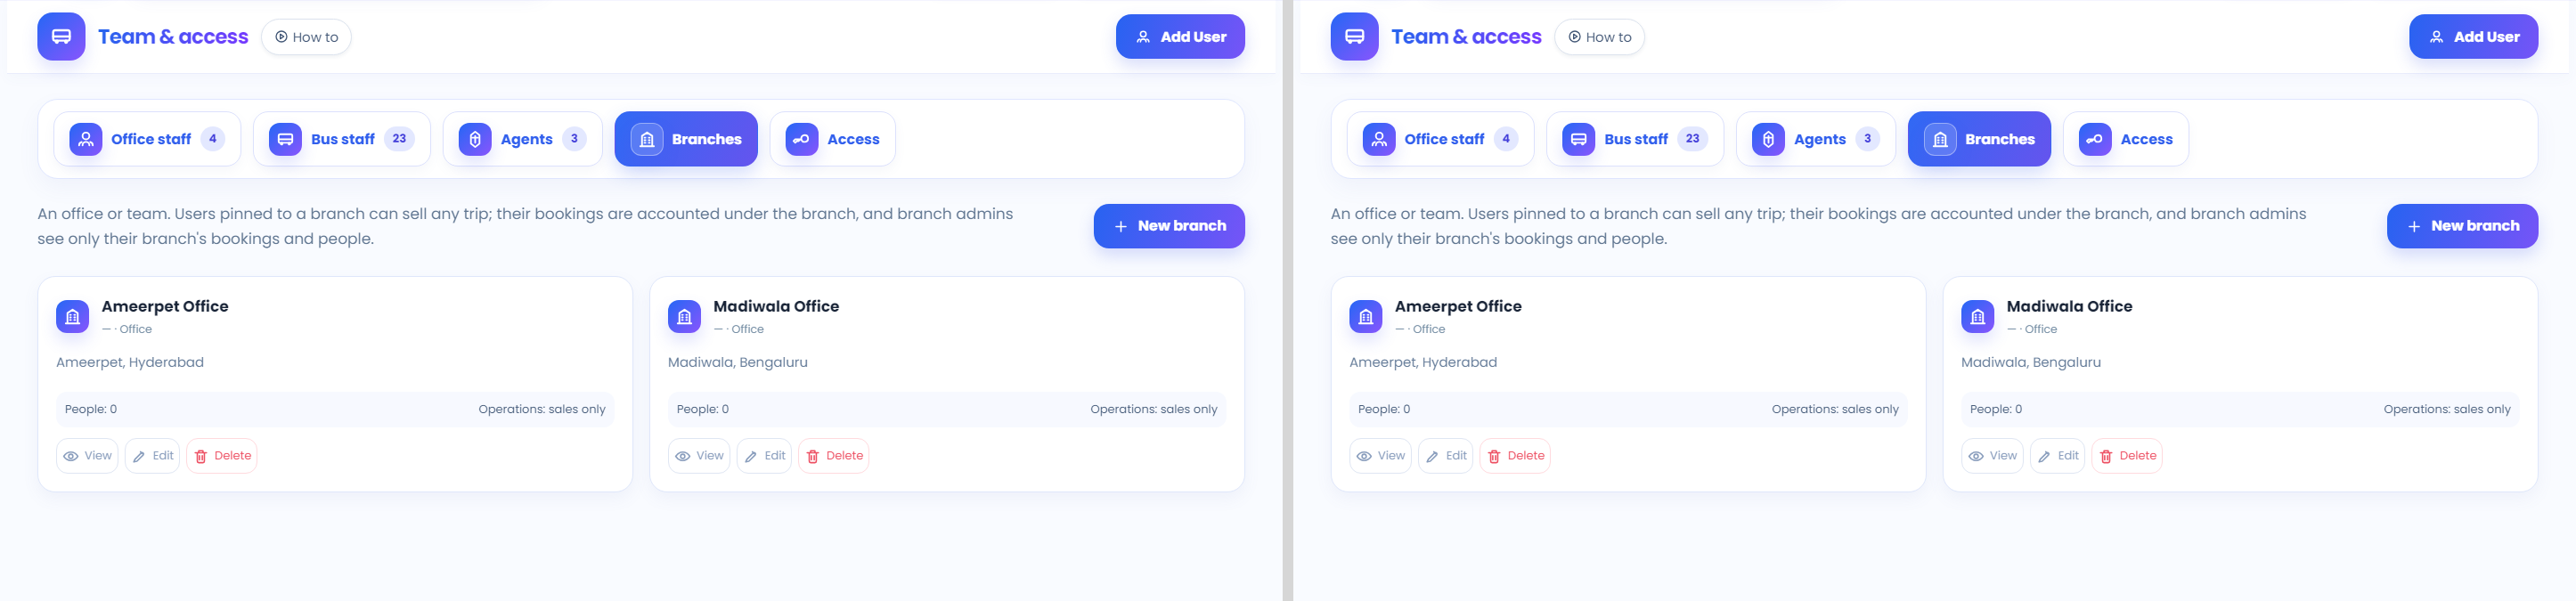 Team & access
How to
Add User
Office staff 4
Bus staff 23
Agents 3
Branches
Access
An office or team. Users pinned to a branch can sell any trip; their bookings are accounted under the branch, and branch admins
see only their branch's bookings and people.
New branch
Ameerpet Office
— · Office
Ameerpet, Hyderabad
People: 0
Operations: sales only
View
Edit
Delete
Madiwala Office
— · Office
Madiwala, Bengaluru
People: 0
Operations: sales only
View
Edit
Delete
Team & access
How to
Add User
Office staff 4
Bus staff 23
Agents 3
Branches
Access
An office or team. Users pinned to a branch can sell any trip; their bookings are accounted under the branch, and branch admins
see only their branch's bookings and people.
New branch
Ameerpet Office
— · Office
Ameerpet, Hyderabad
People: 0
Operations: sales only
View
Edit
Delete
Madiwala Office
— · Office
Madiwala, Bengaluru
People: 0
Operations: sales only
View
Edit
Delete